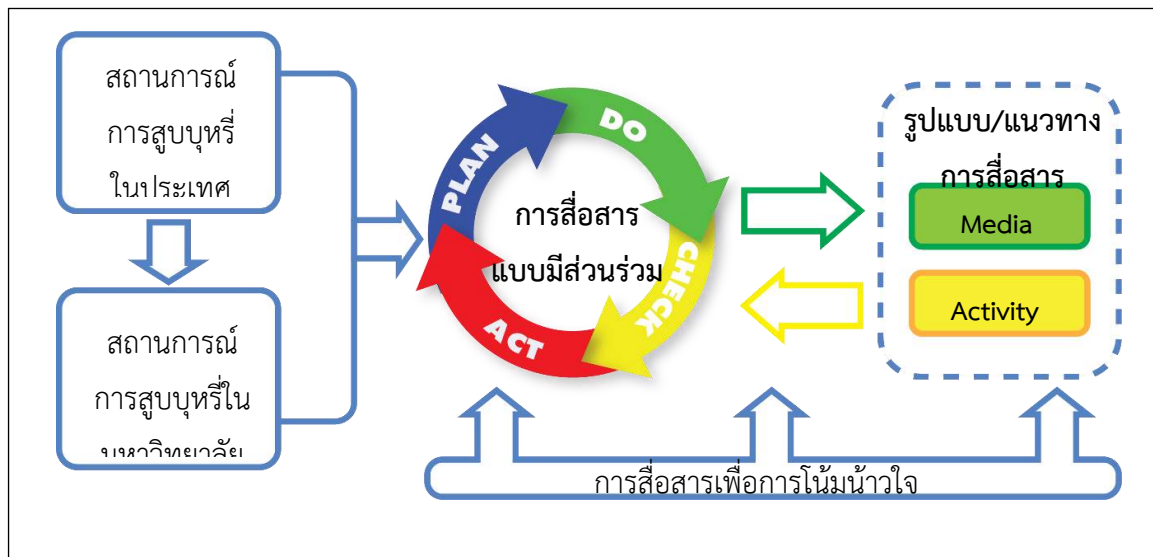 สถานการณ์
การสูบบุหรี่
ในประเทศ
สถานการณ์
การสูบบุหรี่ใน
มหาวิทยาลัย
PLAN
DO
CHECK
ACT
การสื่อสาร
แบบมีส่วนร่วม
รูปแบบ/แนวทาง
การสื่อสาร
Media
Activity
การสื่อสารเพื่อการโน้มน้าวใจ